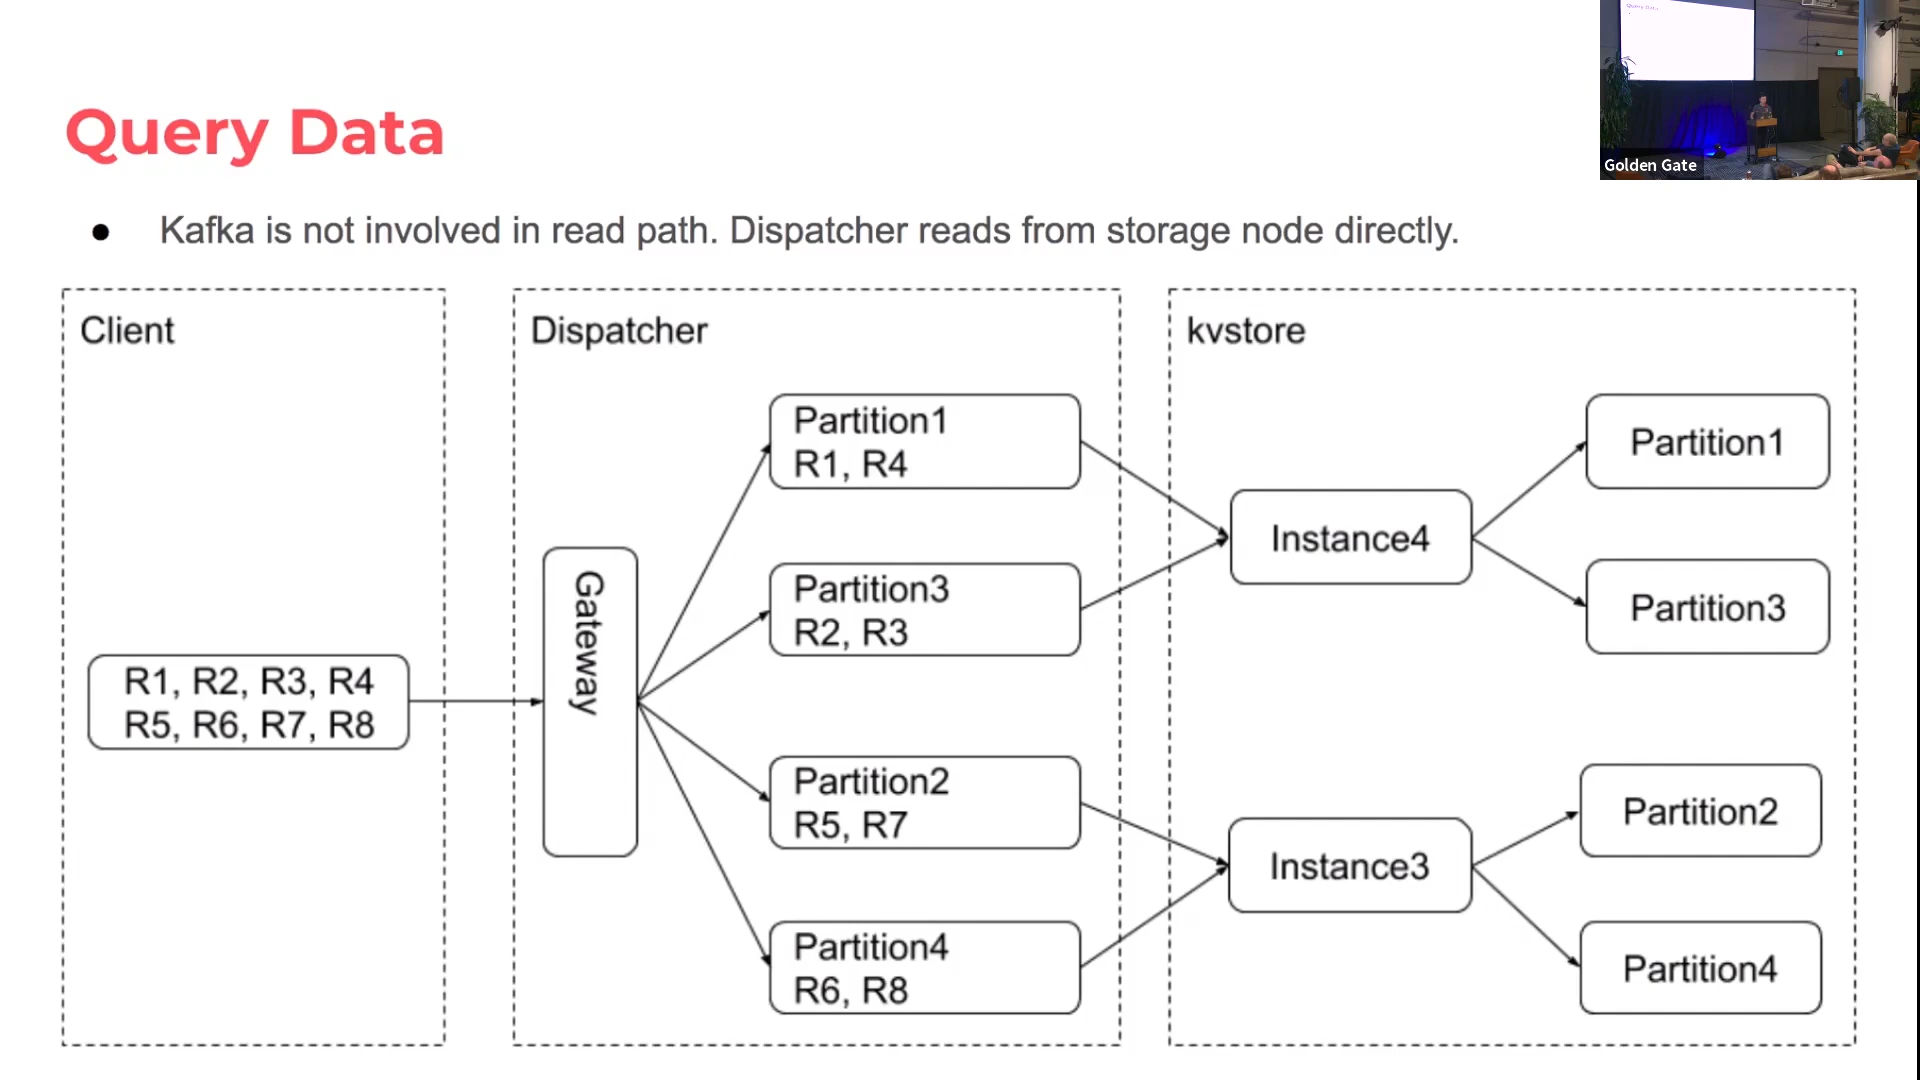 Query Data
Golden Gate
● Kafka is not involved in read path. Dispatcher reads from storage node directly.
Client
R1, R2, R3, R4
R5, R6, R7, R8
Dispatcher
Gateway
Partition1
R1, R4
Partition3
R2, R3
Partition2
R5, R7
Partition4
R6, R8
kvstore
Instance4
Partition1
Partition3
Instance3
Partition2
Partition4